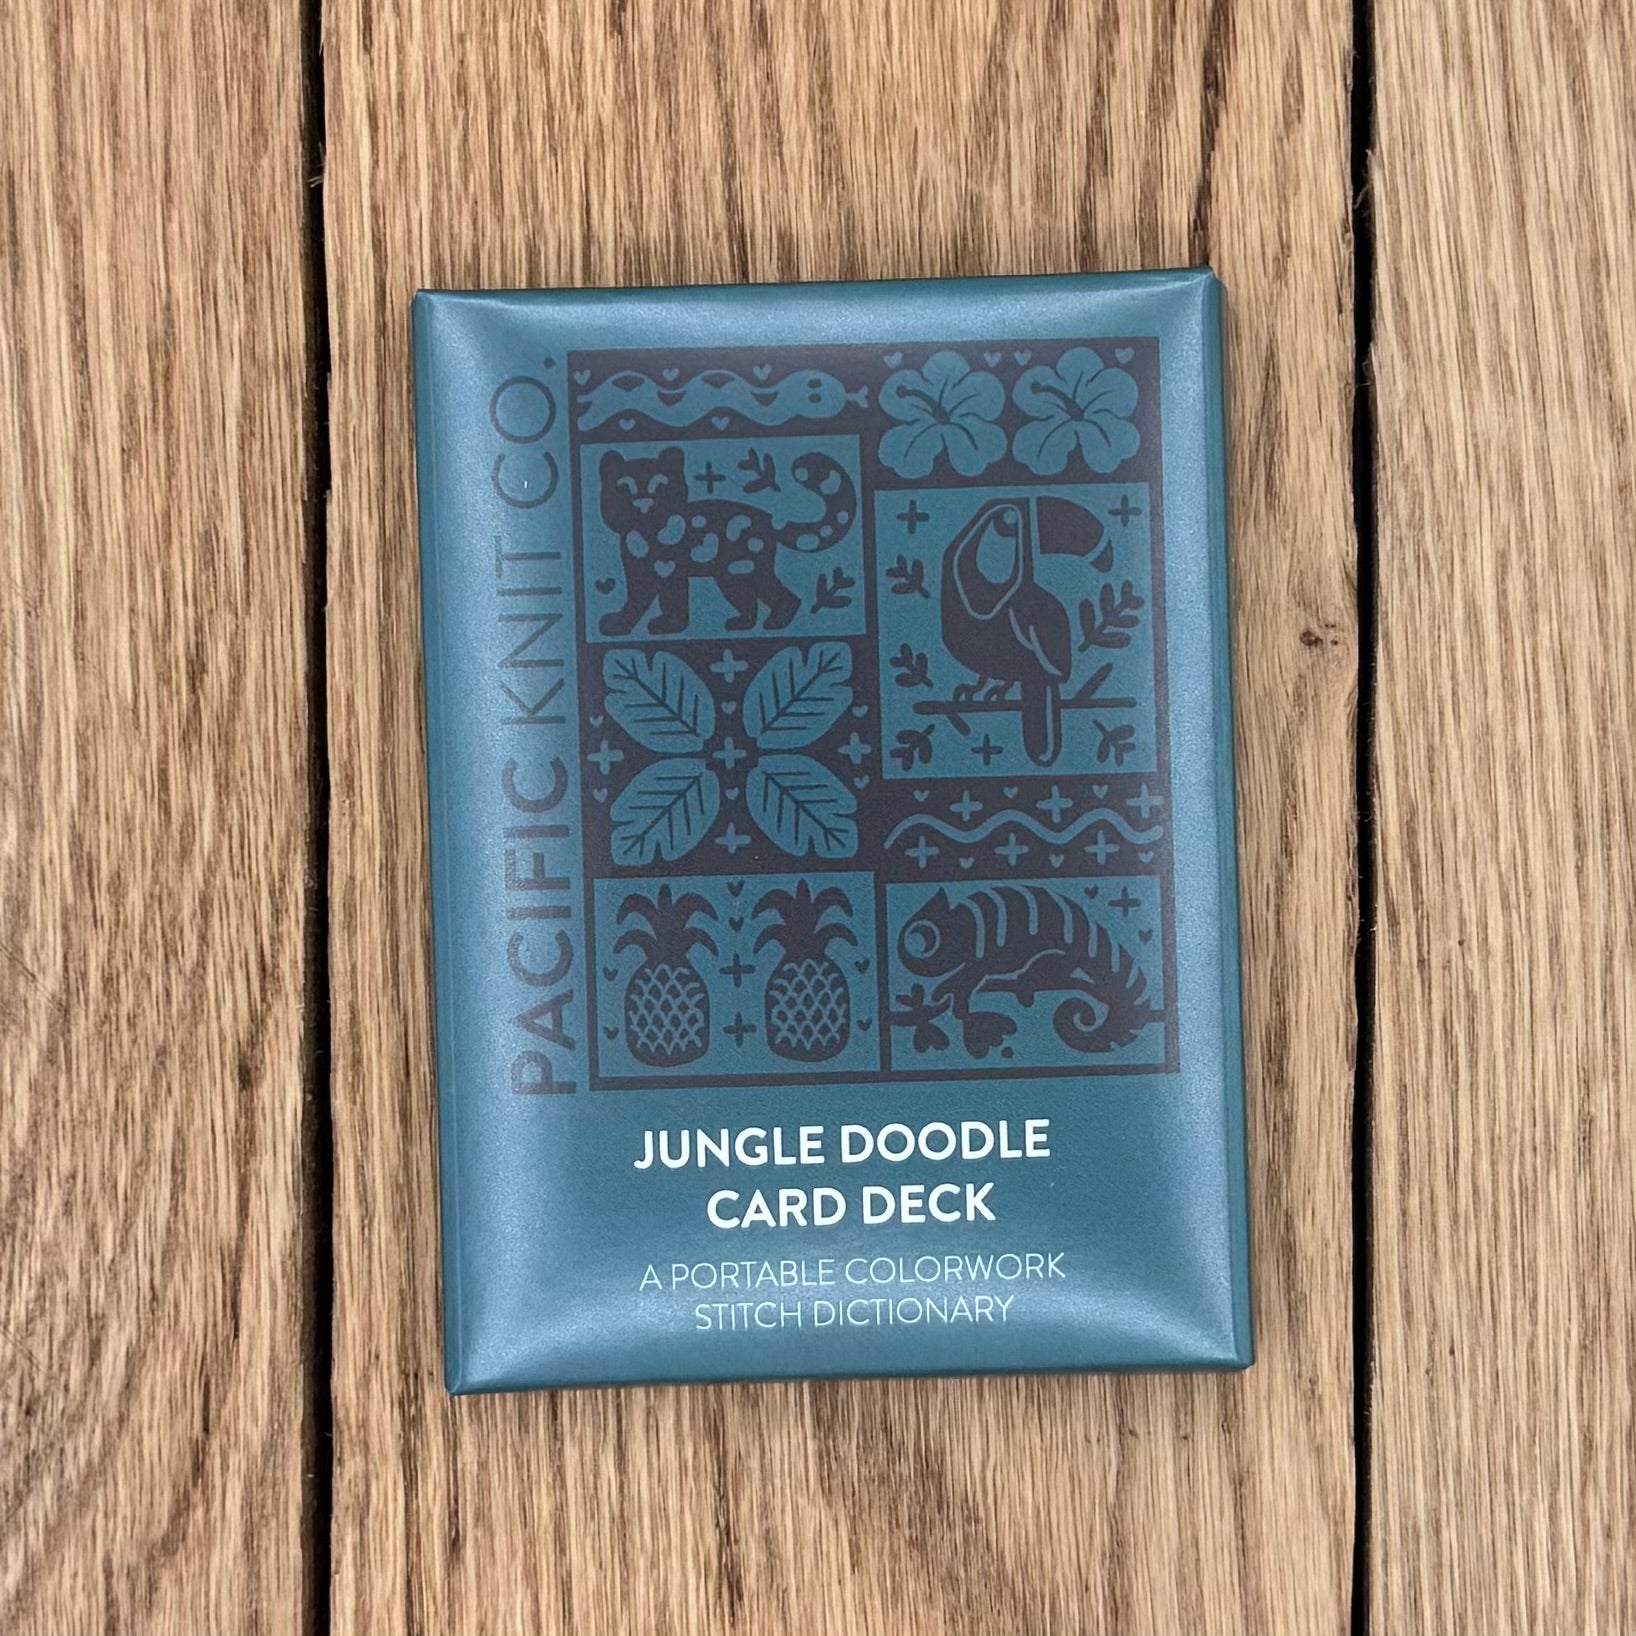 PACIFIC KNIT CO.
JUNGLE DOODLE
CARD DECK
A PORTABLE COLORWORK
STITCH DICTIONARY